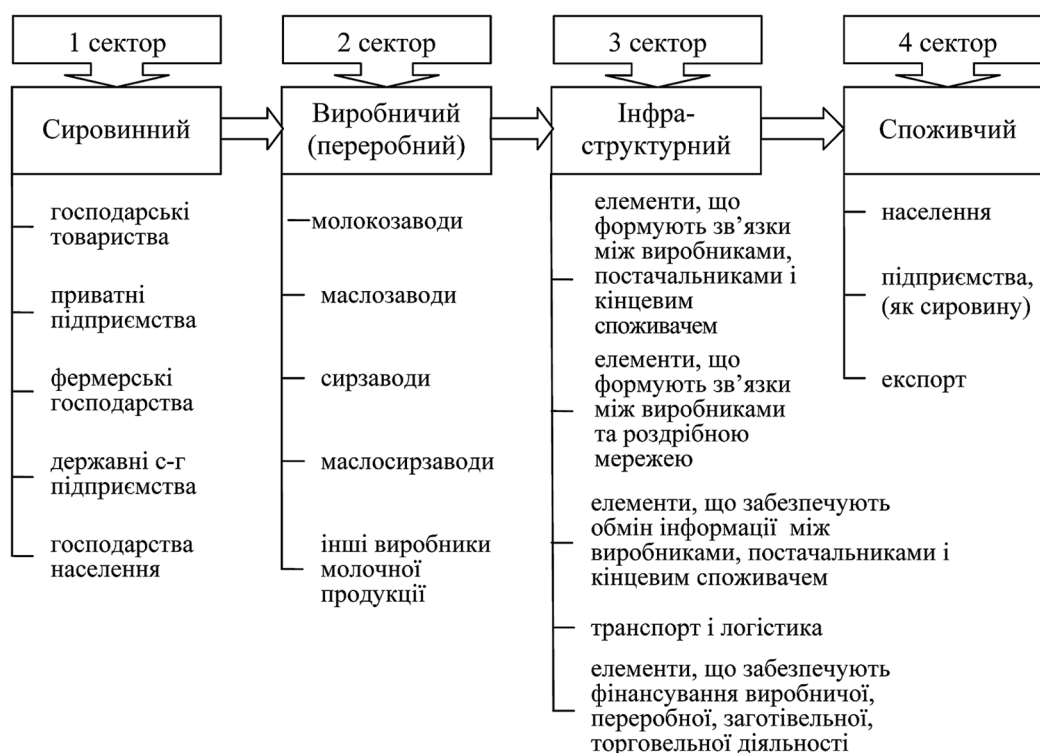 1 сектор
2 сектор
3 сектор
4 сектор
Сировинний
Виробничий
(переробний)
Інфра-
структурний
Споживчий
господарські
товариства
приватні
підприємства
фермерські
господарства
державні с-г
підприємства
господарства
населення
молокозаводи
маслозаводи
сирзаводи
маслосирзаводи
інші виробники
молочної
продукції
елементи, що
формують зв’язки
між виробниками,
постачальниками і
кінцевим
споживачем
елементи, що
формують зв’язки
між виробниками
та роздрібною
мережею
елементи, що забезпечують
обмін інформації між
виробниками, постачальниками і
кінцевим споживачем
транспорт і логістика
елементи, що забезпечують
фінансування виробничої,
переробної, заготівельної,
торговельної діяльності
населення
підприємства,
(як сировину)
експорт